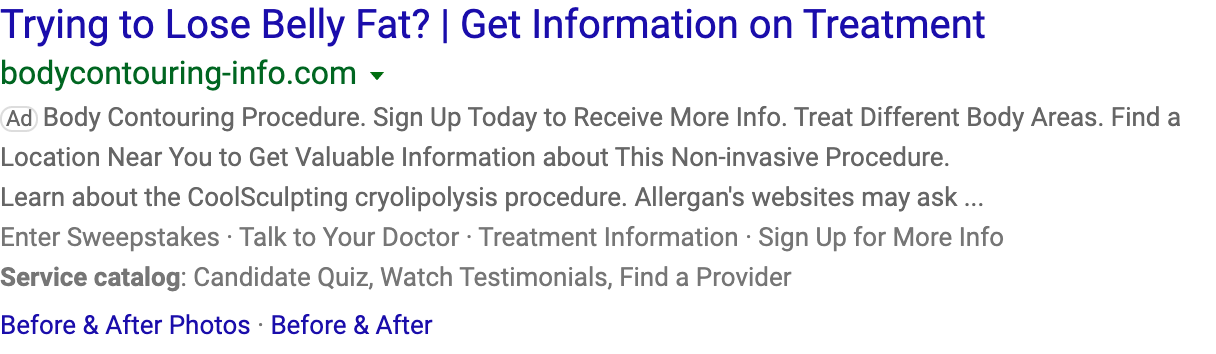 Trying to Lose Belly Fat? | Get Information on Treatment
bodycontouring-info.com
Ad Body Contouring Procedure. Sign Up Today to Receive More Info. Treat Different Body Areas. Find a
Location Near You to Get Valuable Information about This Non-invasive Procedure.
Learn about the CoolSculpting cryolipolysis procedure. Allergan's websites may ask ...
Enter Sweepstakes · Talk to Your Doctor · Treatment Information · Sign Up for More Info
Service catalog: Candidate Quiz, Watch Testimonials, Find a Provider
Before & After Photos · Before & After